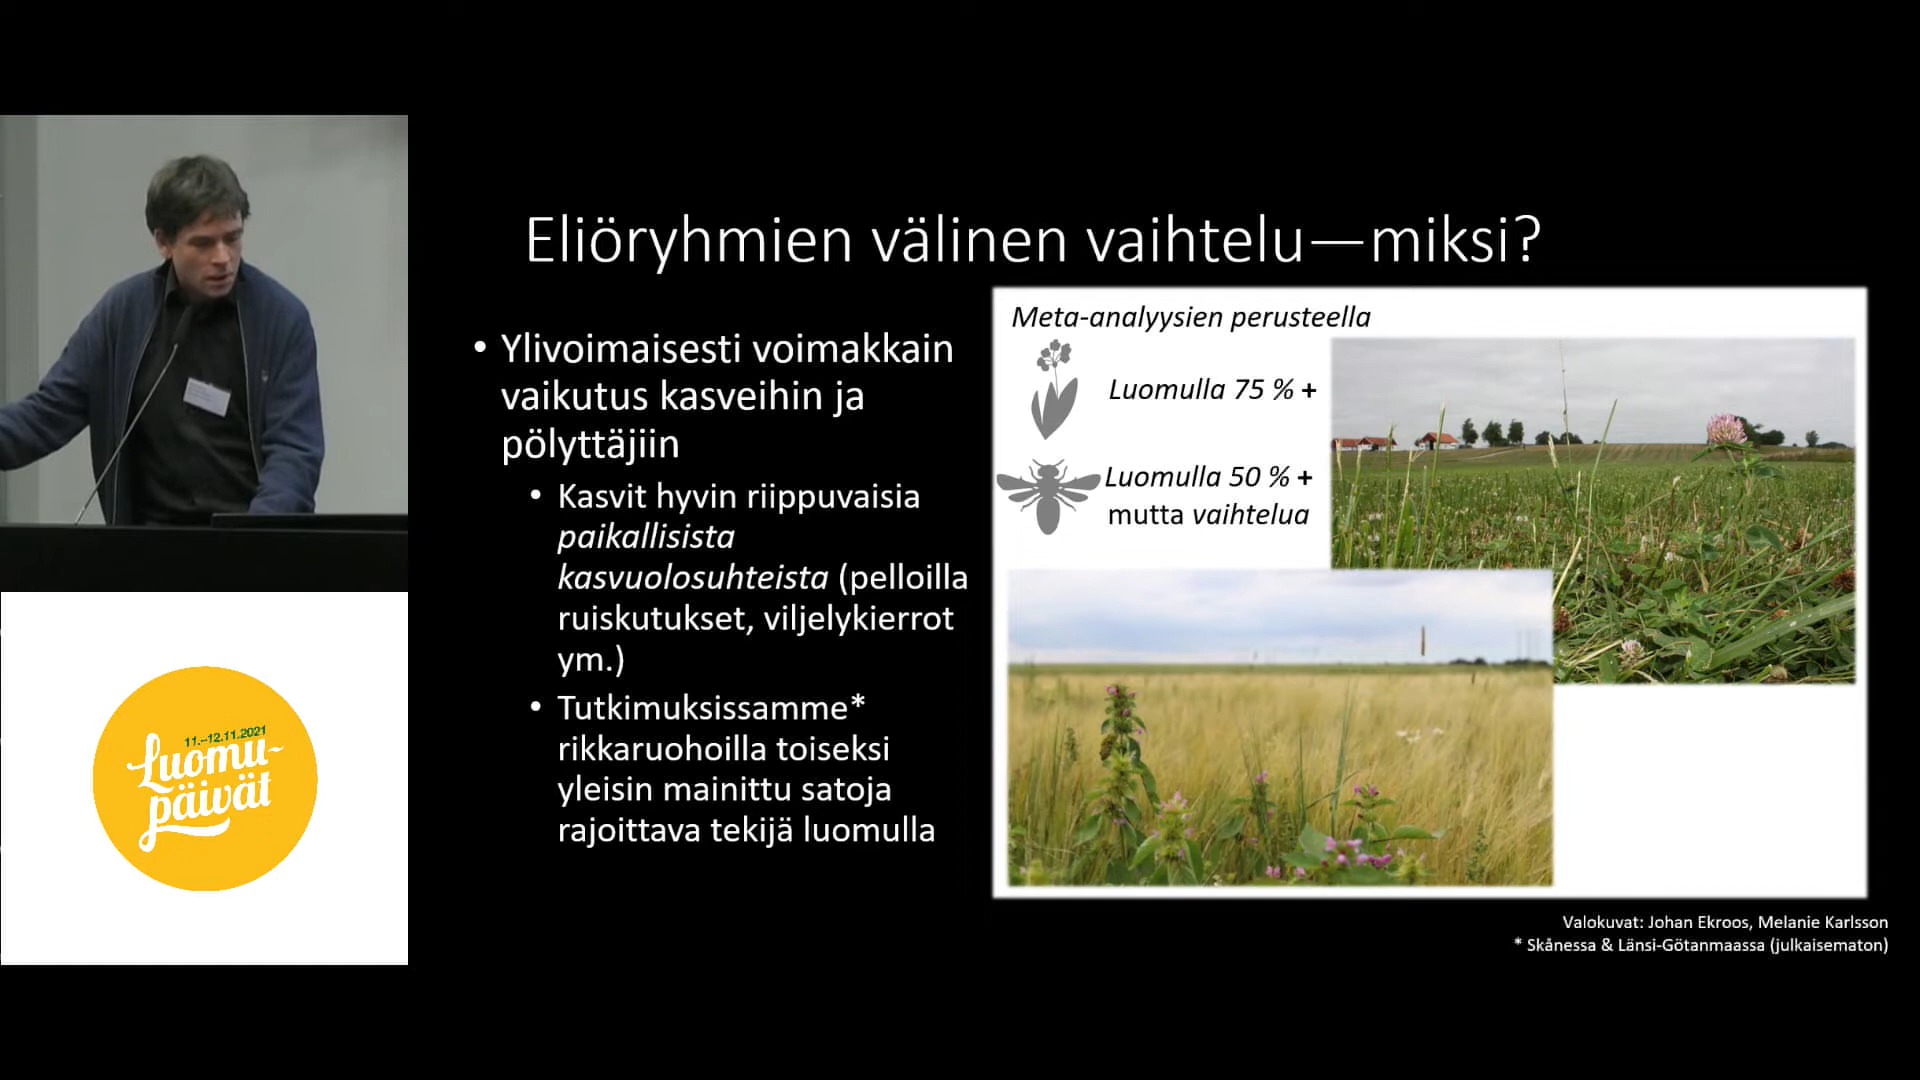 Eliöryhmien välinen vaihtelu—miksi?
• Ylivoimaisesti voimakkain
vaikutus kasveihin ja
pölyttäjiin
• Kasvit hyvin riippuvaisia
paikallisista
kasvuolosuhteista (pelloilla
ruiskutukset, viljelykierrot
ym.)
• Tutkimuksissamme*
rikkaruohoilla toiseksi
yleisin mainittu satoja
rajoittava tekijä luomulla
Meta-analyysien perusteella
Luomulla 75 % +
Luomulla 50 % +
mutta vaihtelua
Valokuvat: Johan Ekroos, Melanie Karlsson
* Skånessa & Länsi-Götanmaassa (julkaisematon)
11.–12.11.2021
Luomu-
päivät